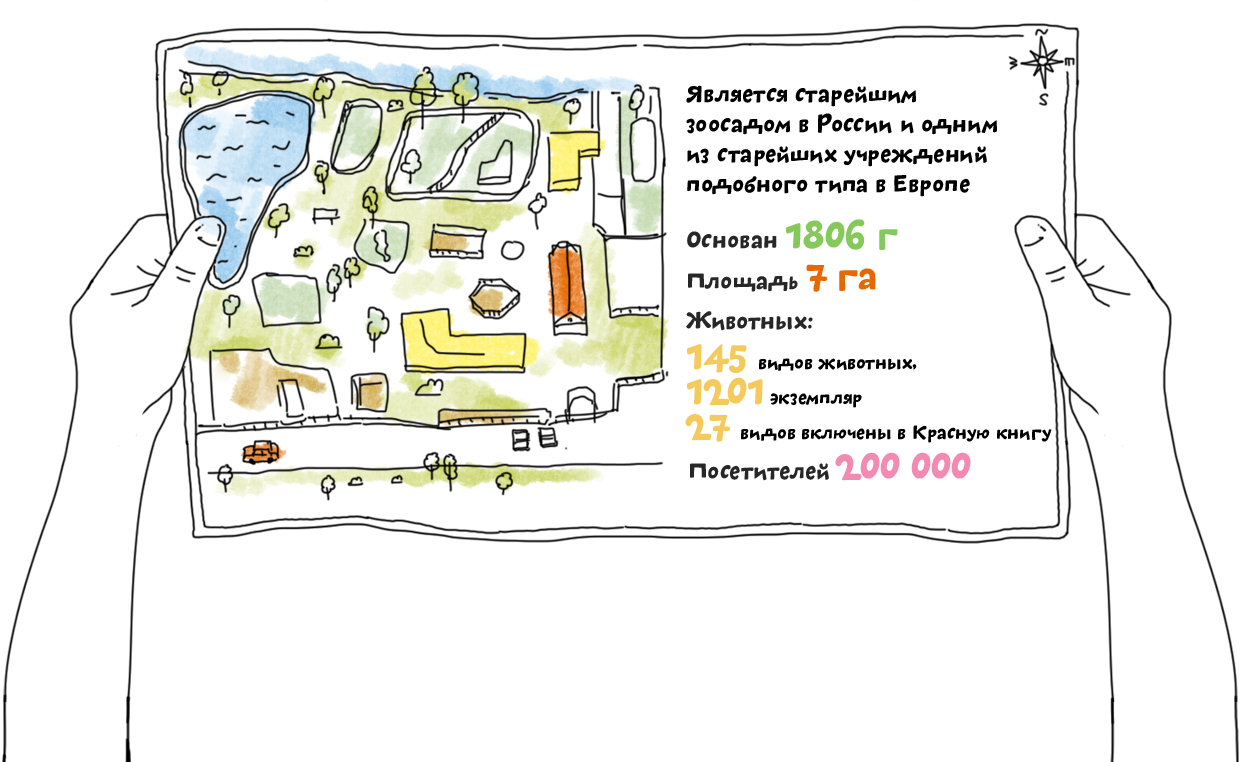 Является старейшим
зоосадом в России и одним
из старейших учреждений
подобного типа в Европе
Основан 1806 г
Площадь 7 га
Животных:
145 видов животных,
1201 экземпляр
27 видов включены в Красную книгу
Посетителей 200 000
N
W E
S